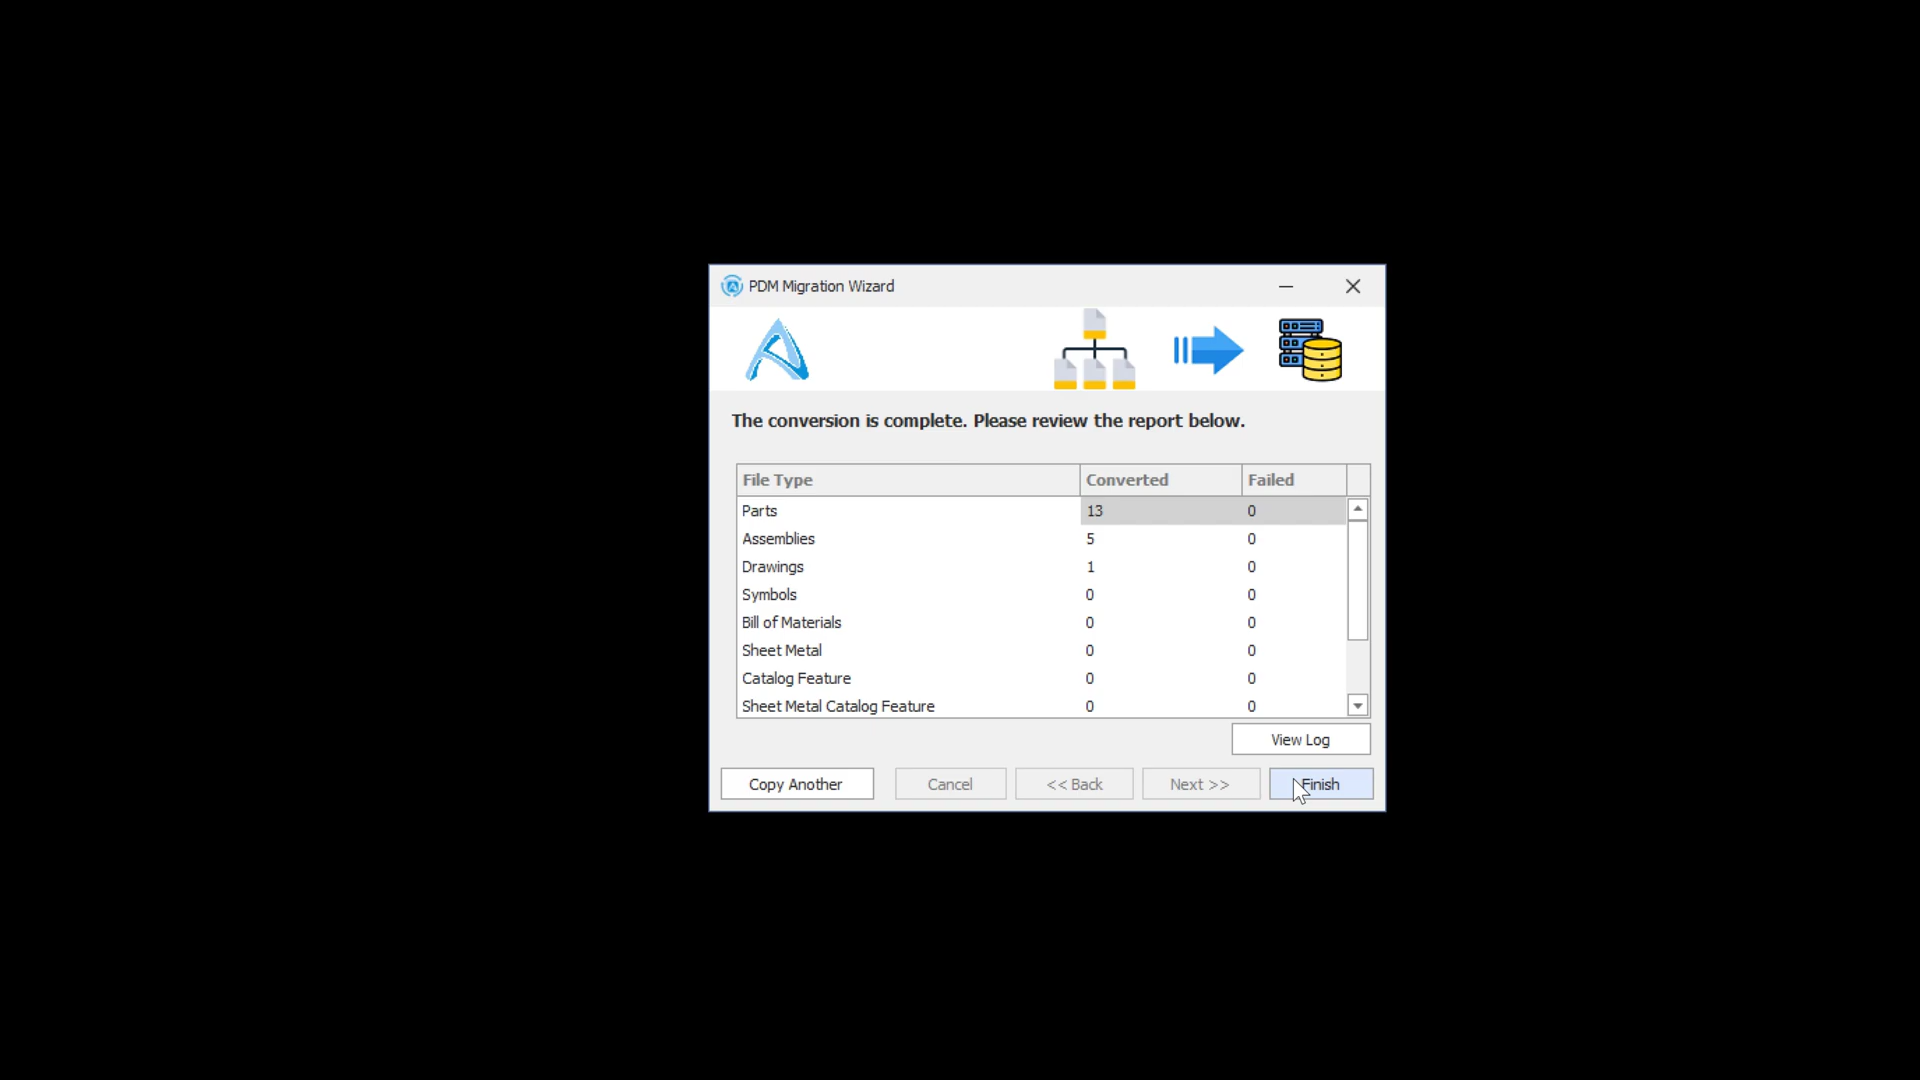 PDM Migration Wizard
The conversion is complete. Please review the report below.
File Type Converted Failed
Parts 13 0
Assemblies 5 0
Drawings 1 0
Symbols 0 0
Bill of Materials 0 0
Sheet Metal 0 0
Catalog Feature 0 0
Sheet Metal Catalog Feature 0 0
View Log
Copy Another Cancel << Back Next >> Finish